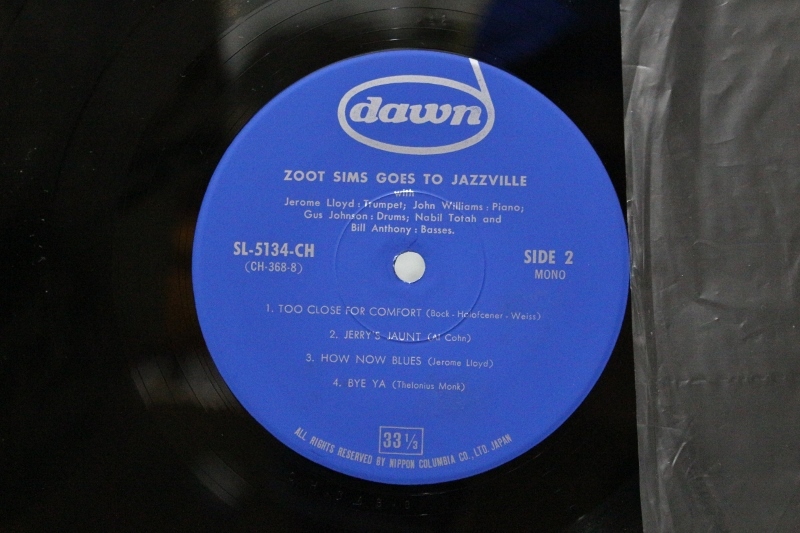 dawn
ZOOT SIMS GOES TO JAZZVILLE
with
Jerome Lloyd : Trumpet; John Williams : Piano;
Gus Johnson : Drums; Nobil Totah and
Bill Anthony : Basses.
SL-5134-CH
(CH-368-8)
SIDE 2
MONO
1. TOO CLOSE FOR COMFORT (Bock - Holofcener - Weiss)
2. JERRY'S JAUNT (Al Cohn)
3. HOW NOW BLUES (Jerome Lloyd)
4. BYE YA (Thelonius Monk)
33 1/3
ALL RIGHTS RESERVED BY NIPPON COLUMBIA CO., LTD. JAPAN